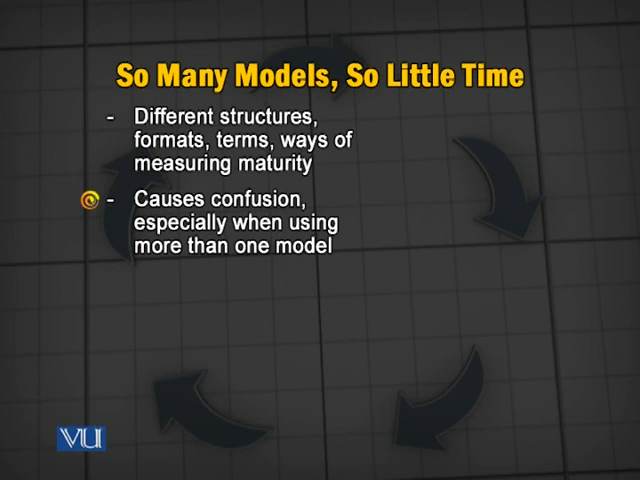 So Many Models, So Little Time
- Different structures,
formats, terms, ways of
measuring maturity
- Causes confusion,
especially when using
more than one model
VU